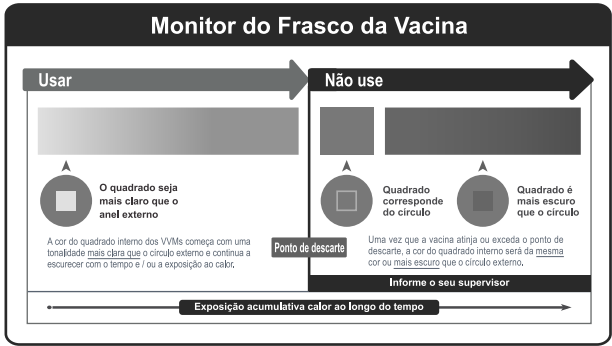 Monitor do Frasco da Vacina
Usar
Não use
O quadrado seja
mais claro que o
anel externo
Quadrado
corresponde
do círculo
Quadrado é
mais escuro
que o círculo
A cor do quadrado interno dos VVMs começa com uma
tonalidade mais clara que o círculo externo e continua a
escurecer com o tempo e / ou a exposição ao calor.
Ponto de descarte
Uma vez que a vacina atinja ou exceda o ponto de
descarte, a cor do quadrado interno será da mesma
cor ou mais escuro que o círculo externo.
Informe o seu supervisor
Exposição acumulativa calor ao longo do tempo